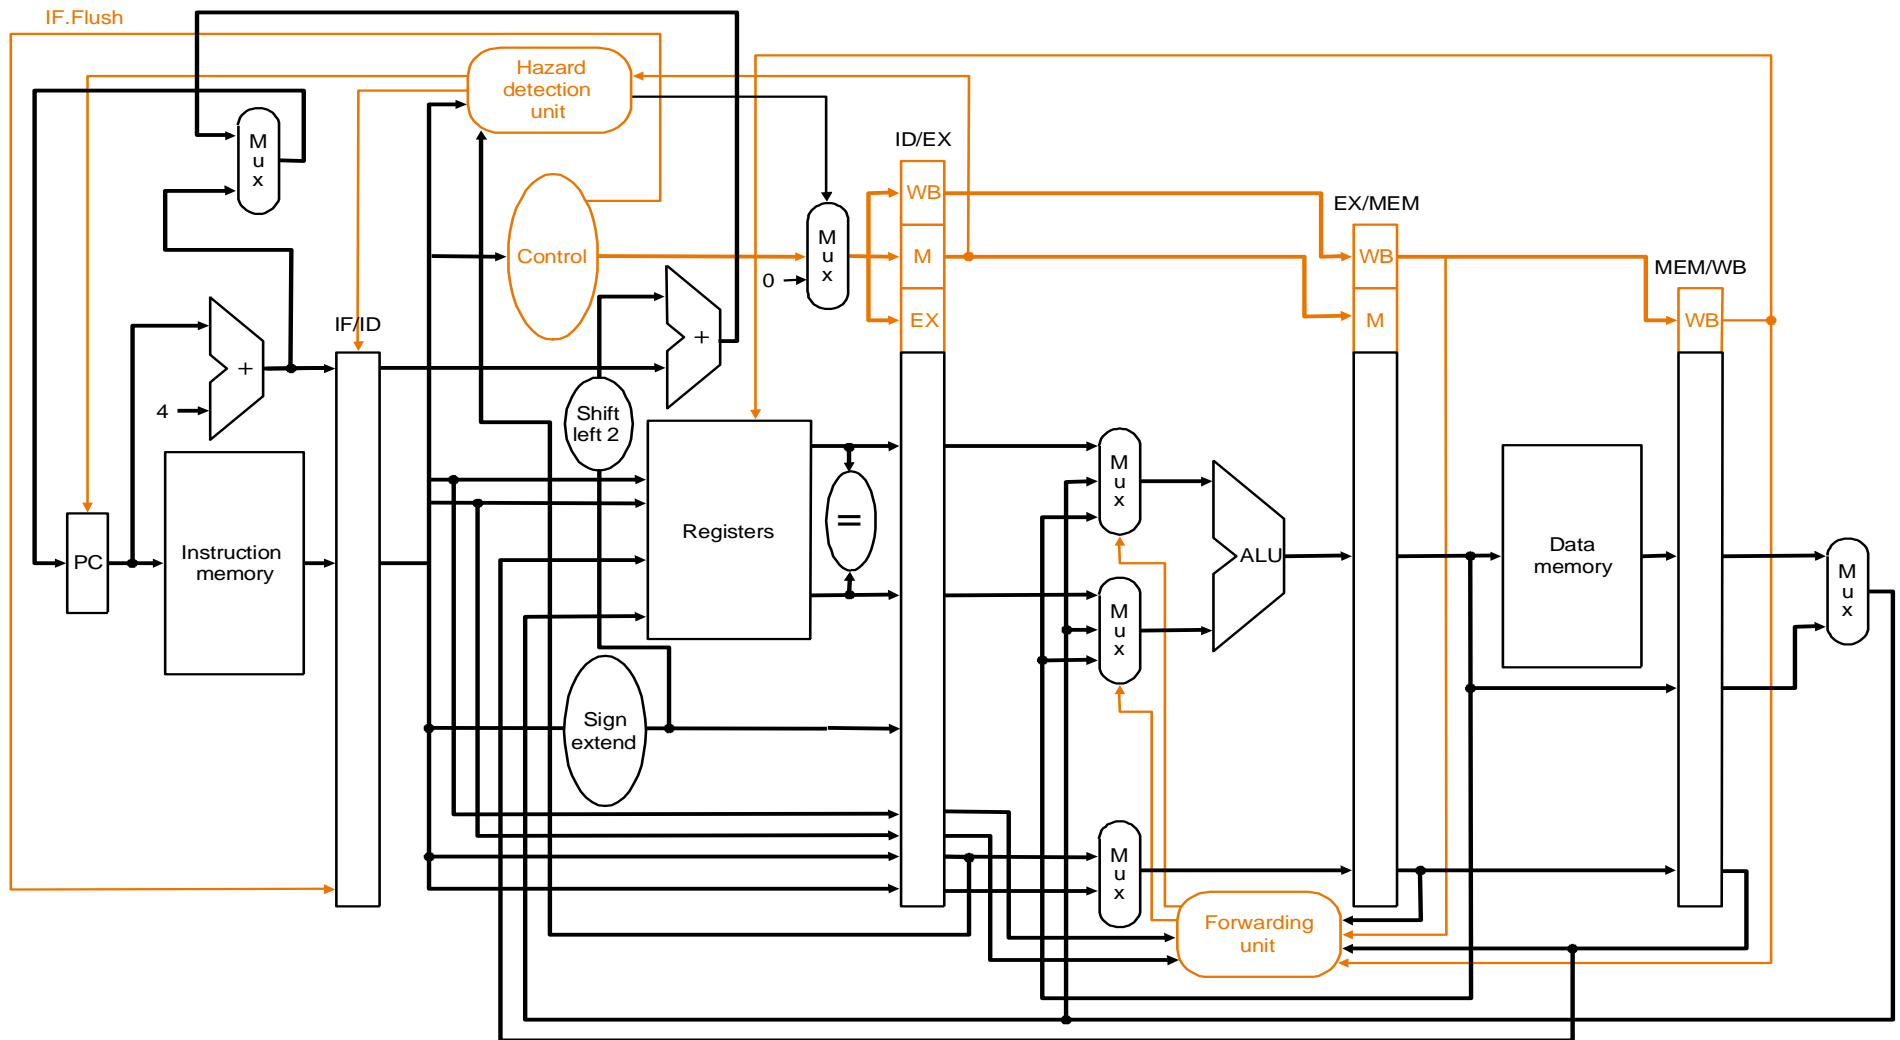 IF.Flush
Hazard
detection
unit
M
u
x
ID/EX
WB
EX/MEM
Control
M
u
x
M
WB
MEM/WB
0
IF/ID
EX
M
WB
+
+
4
Shift
left 2
M
u
x
Registers
=
PC
Instruction
memory
ALU
Data
memory
M
u
x
M
u
x
Sign
extend
M
u
x
Forwarding
unit